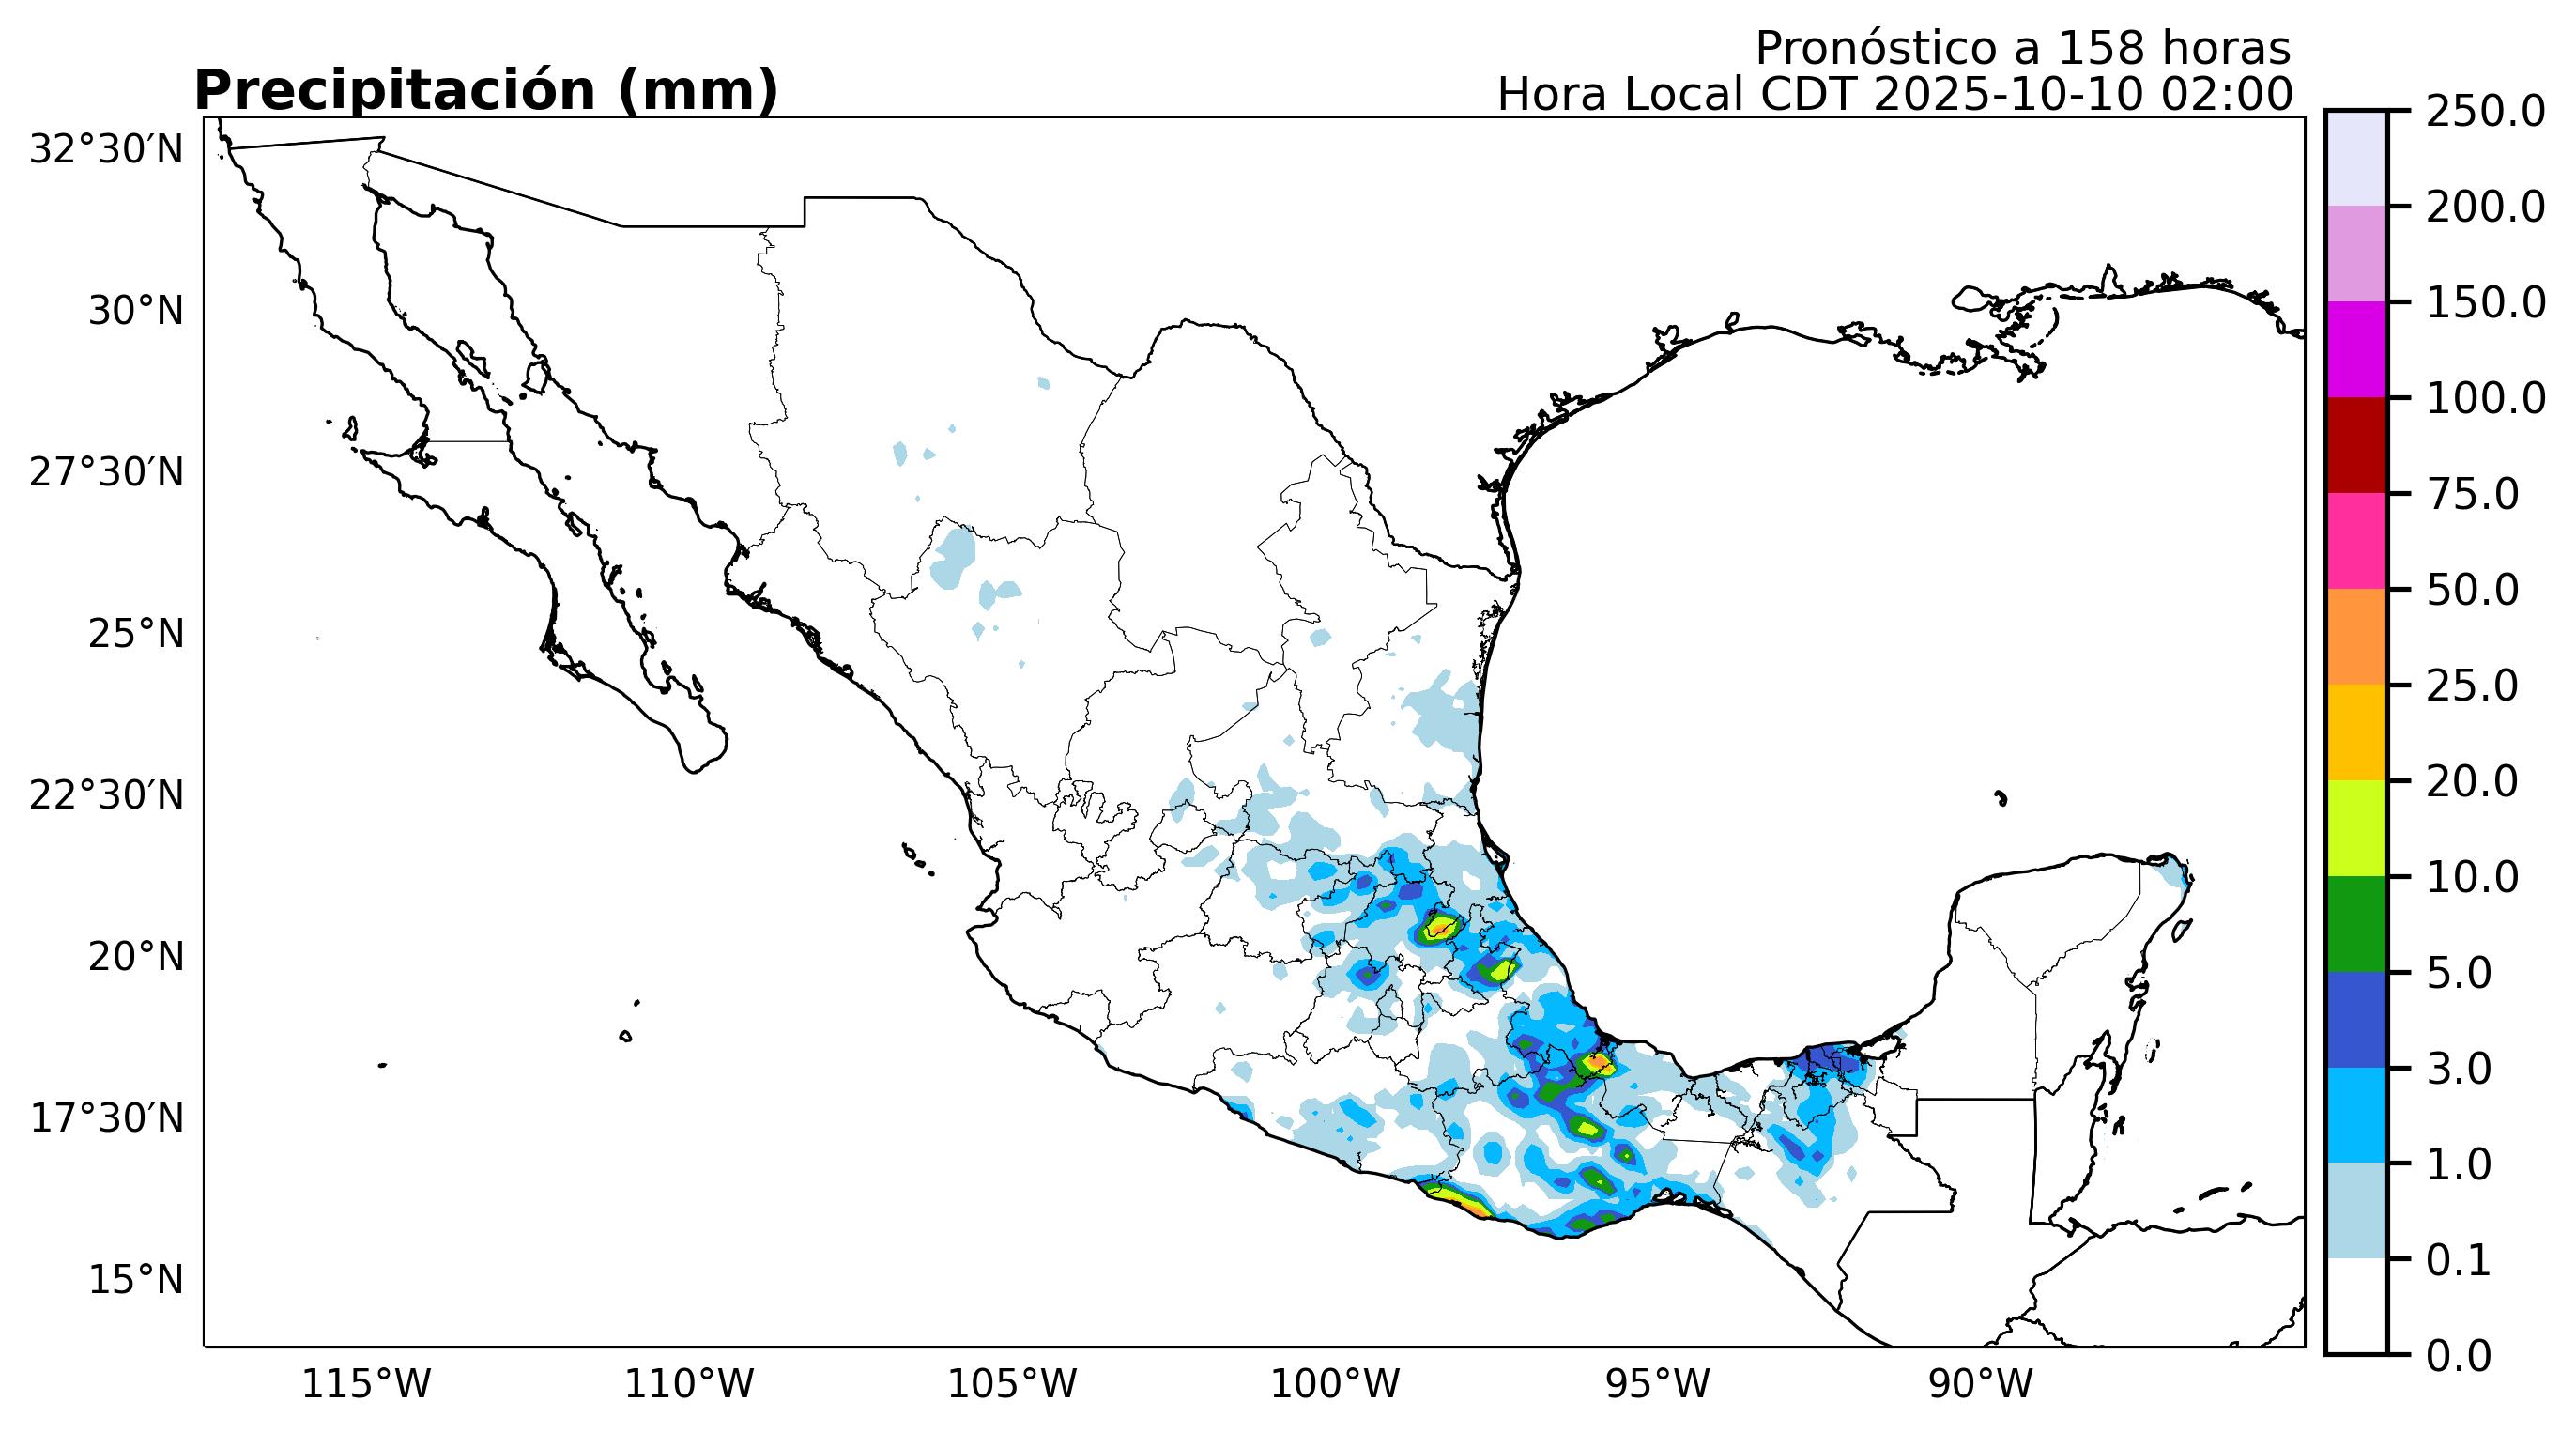 Pronóstico a 158 horas
Precipitación (mm)
Hora Local CDT 2025-10-10 02:00
32°30′N
30°N
27°30′N
25°N
22°30′N
20°N
17°30′N
15°N
115°W
110°W
105°W
100°W
95°W
90°W
250.0
200.0
150.0
100.0
75.0
50.0
25.0
20.0
10.0
5.0
3.0
1.0
0.1
0.0